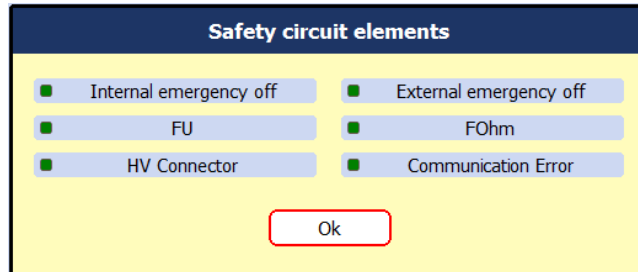 Safety circuit elements
Internal emergency off
External emergency off
FU
FOhm
HV Connector
Communication Error
Ok